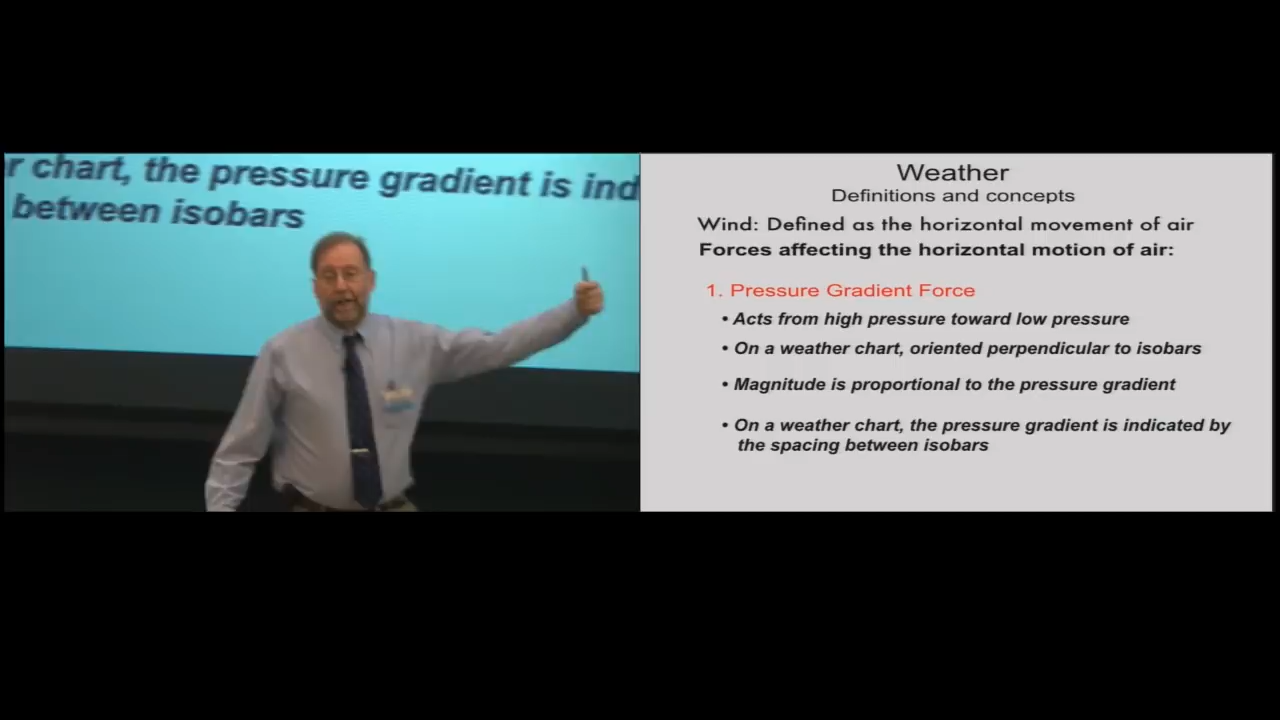 r chart, the pressure gradient is ind
between isobars
Weather
Definitions and concepts
Wind: Defined as the horizontal movement of air
Forces affecting the horizontal motion of air:
1. Pressure Gradient Force
• Acts from high pressure toward low pressure
• On a weather chart, oriented perpendicular to isobars
• Magnitude is proportional to the pressure gradient
• On a weather chart, the pressure gradient is indicated by
the spacing between isobars